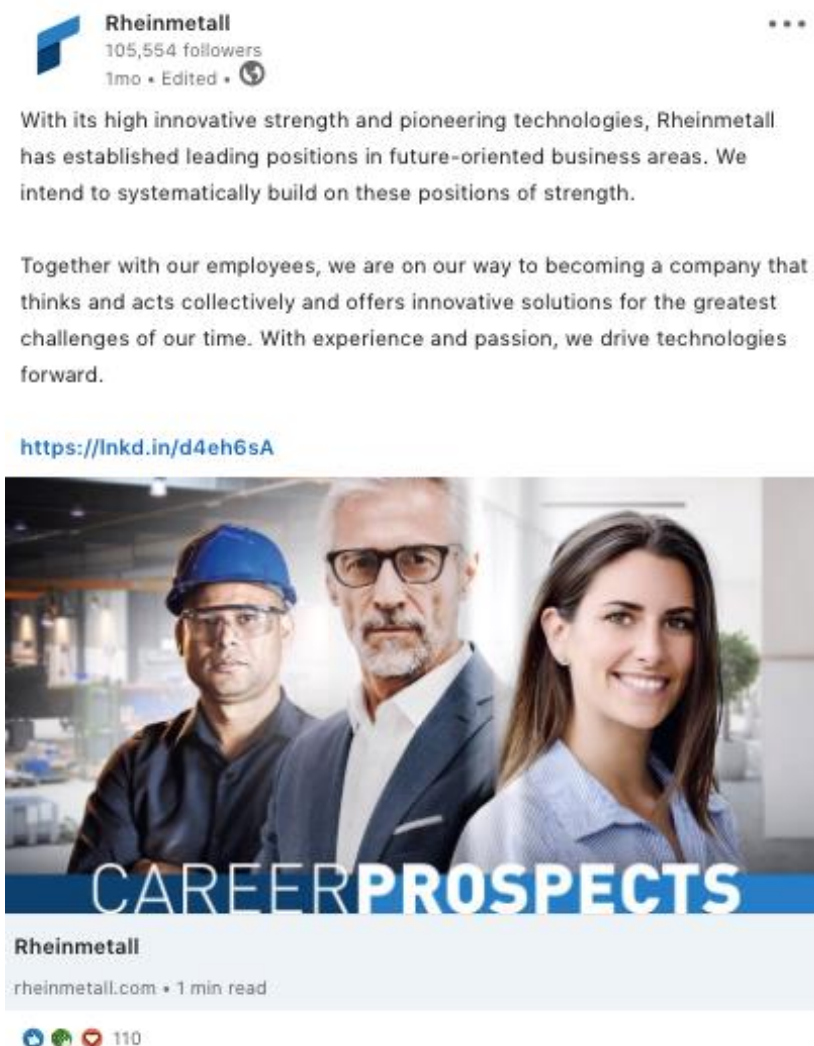 Rheinmetall
105,554 followers
1mo • Edited •
With its high innovative strength and pioneering technologies, Rheinmetall
has established leading positions in future-oriented business areas. We
intend to systematically build on these positions of strength.
Together with our employees, we are on our way to becoming a company that
thinks and acts collectively and offers innovative solutions for the greatest
challenges of our time. With experience and passion, we drive technologies
forward.
https://lnkd.in/d4eh6sA
CAREERPROSPECTS
Rheinmetall
rheinmetall.com • 1 min read
110